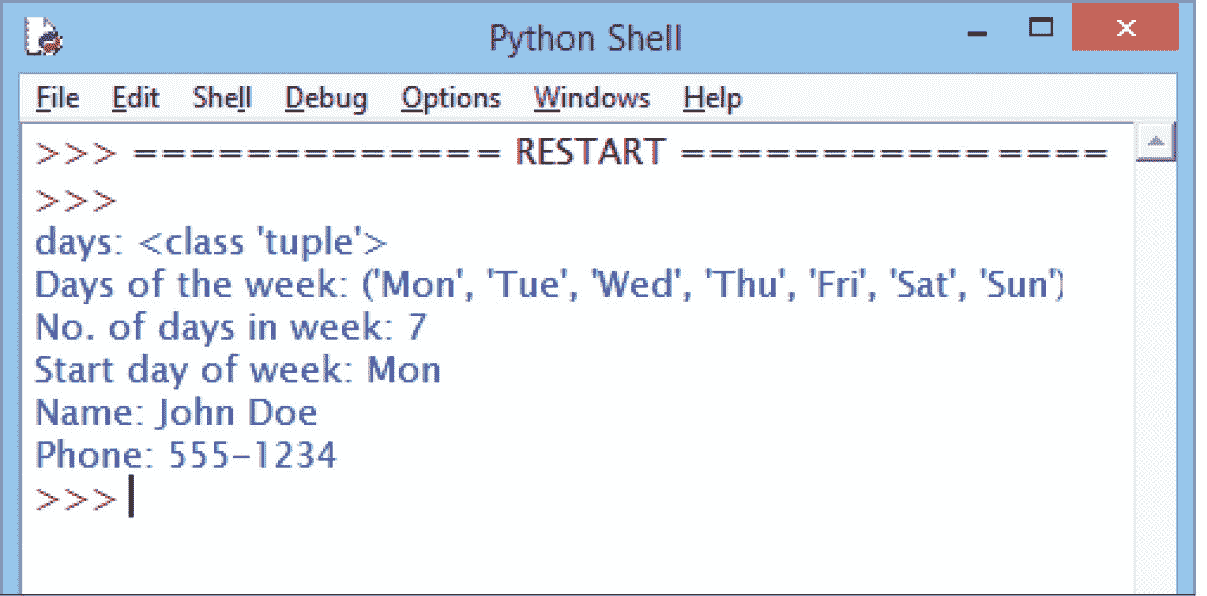 Python Shell
File Edit Shell Debug Options Windows Help
>>> ============= RESTART ===============
>>>
days: <class 'tuple'>
Days of the week: ('Mon', 'Tue', 'Wed', 'Thu', 'Fri', 'Sat', 'Sun')
No. of days in week: 7
Start day of week: Mon
Name: John Doe
Phone: 555-1234
>>>